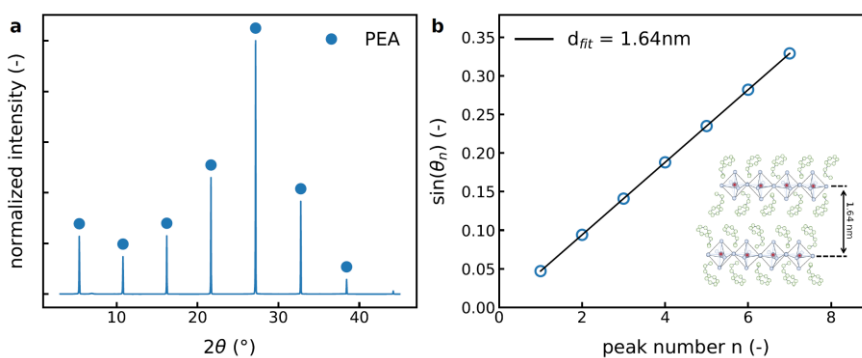 a
PEA
normalized intensity (-)
10
20
30
40
2θ (°)
b
d_fit = 1.64nm
sin(θ_n) (-)
0.35
0.30
0.25
0.20
0.15
0.10
0.05
0.00
0
2
4
6
8
peak number n (-)
1.64 nm